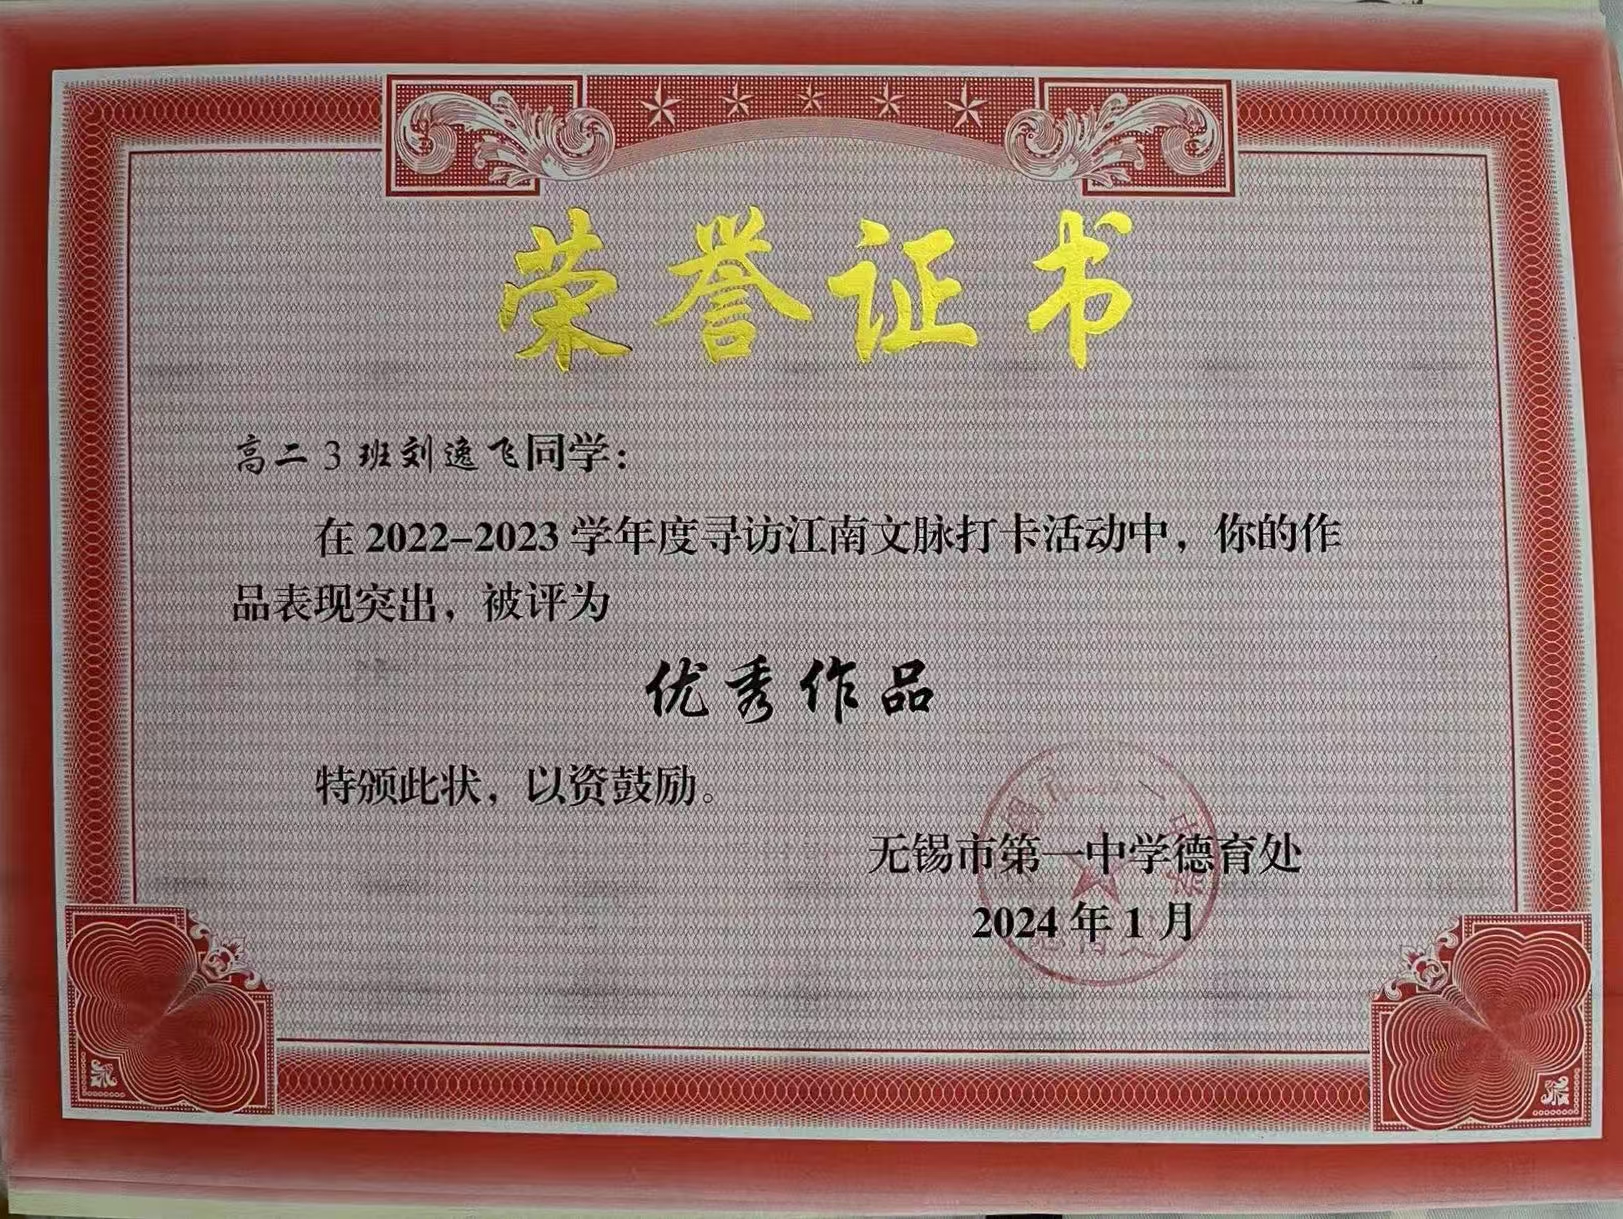 荣誉证书
高二3班刘逸飞同学：
在2022-2023学年度寻访江南文脉打卡活动中，你的作
品表现突出，被评为
优秀作品
特颁此状，以资鼓励。
无锡市第一中学德育处
2024年1月